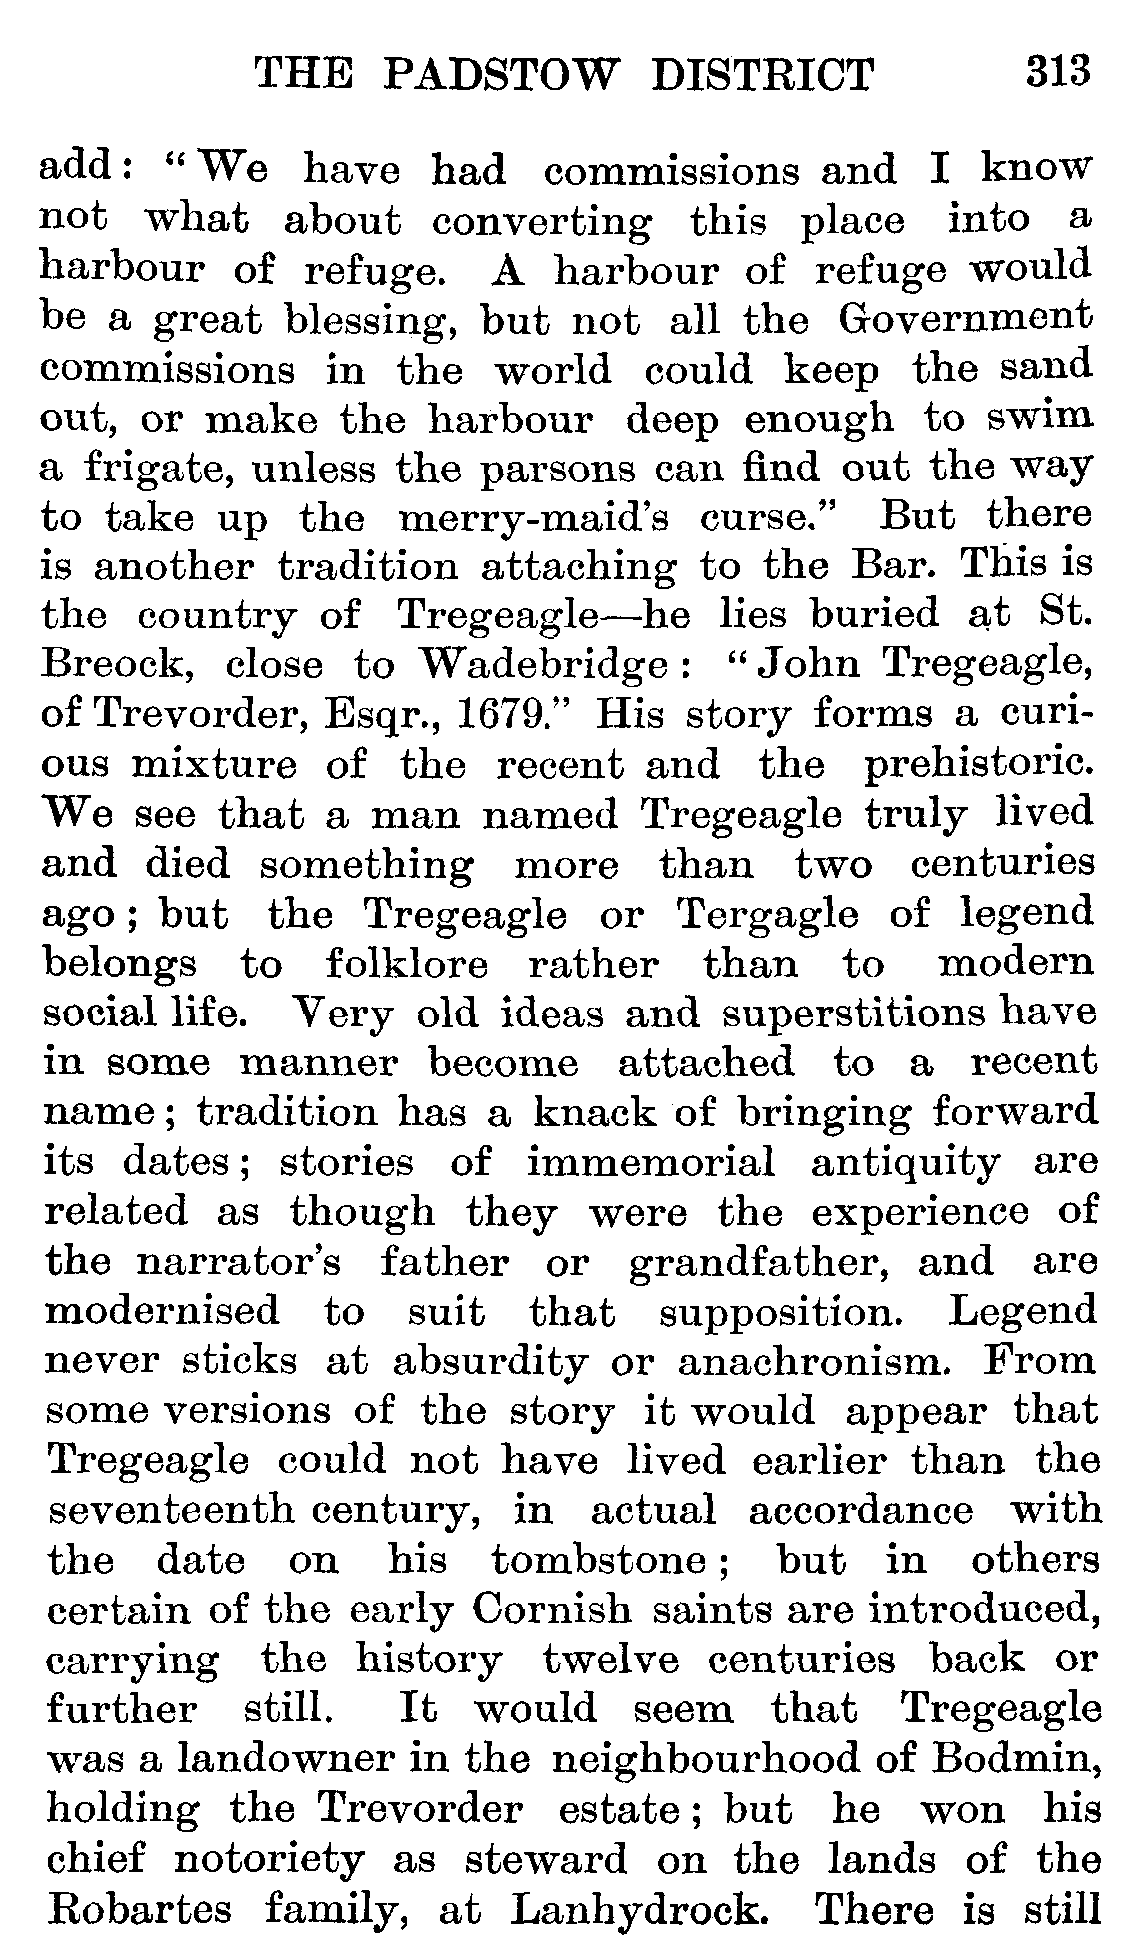 THE PADSTOW DISTRICT 313
add: “We have had commissions and I know
not what about converting this place into a
harbour of refuge. A harbour of refuge would
be a great blessing, but not all the Government
commissions in the world could keep the sand
out, or make the harbour deep enough to swim
a frigate, unless the parsons can find out the way
to take up the merry-maid’s curse.” But there
is another tradition attaching to the Bar. This is
the country of Tregeagle—he lies buried at St.
Breock, close to Wadebridge: “John Tregeagle,
of Trevorder, Esqr., 1679.” His story forms a curi-
ous mixture of the recent and the prehistoric.
We see that a man named Tregeagle truly lived
and died something more than two centuries
ago; but the Tregeagle or Tergagle of legend
belongs to folklore rather than to modern
social life. Very old ideas and superstitions have
in some manner become attached to a recent
name; tradition has a knack of bringing forward
its dates; stories of immemorial antiquity are
related as though they were the experience of
the narrator’s father or grandfather, and are
modernised to suit that supposition. Legend
never sticks at absurdity or anachronism. From
some versions of the story it would appear that
Tregeagle could not have lived earlier than the
seventeenth century, in actual accordance with
the date on his tombstone; but in others
certain of the early Cornish saints are introduced,
carrying the history twelve centuries back or
further still. It would seem that Tregeagle
was a landowner in the neighbourhood of Bodmin,
holding the Trevorder estate; but he won his
chief notoriety as steward on the lands of the
Robartes family, at Lanhydrock. There is still